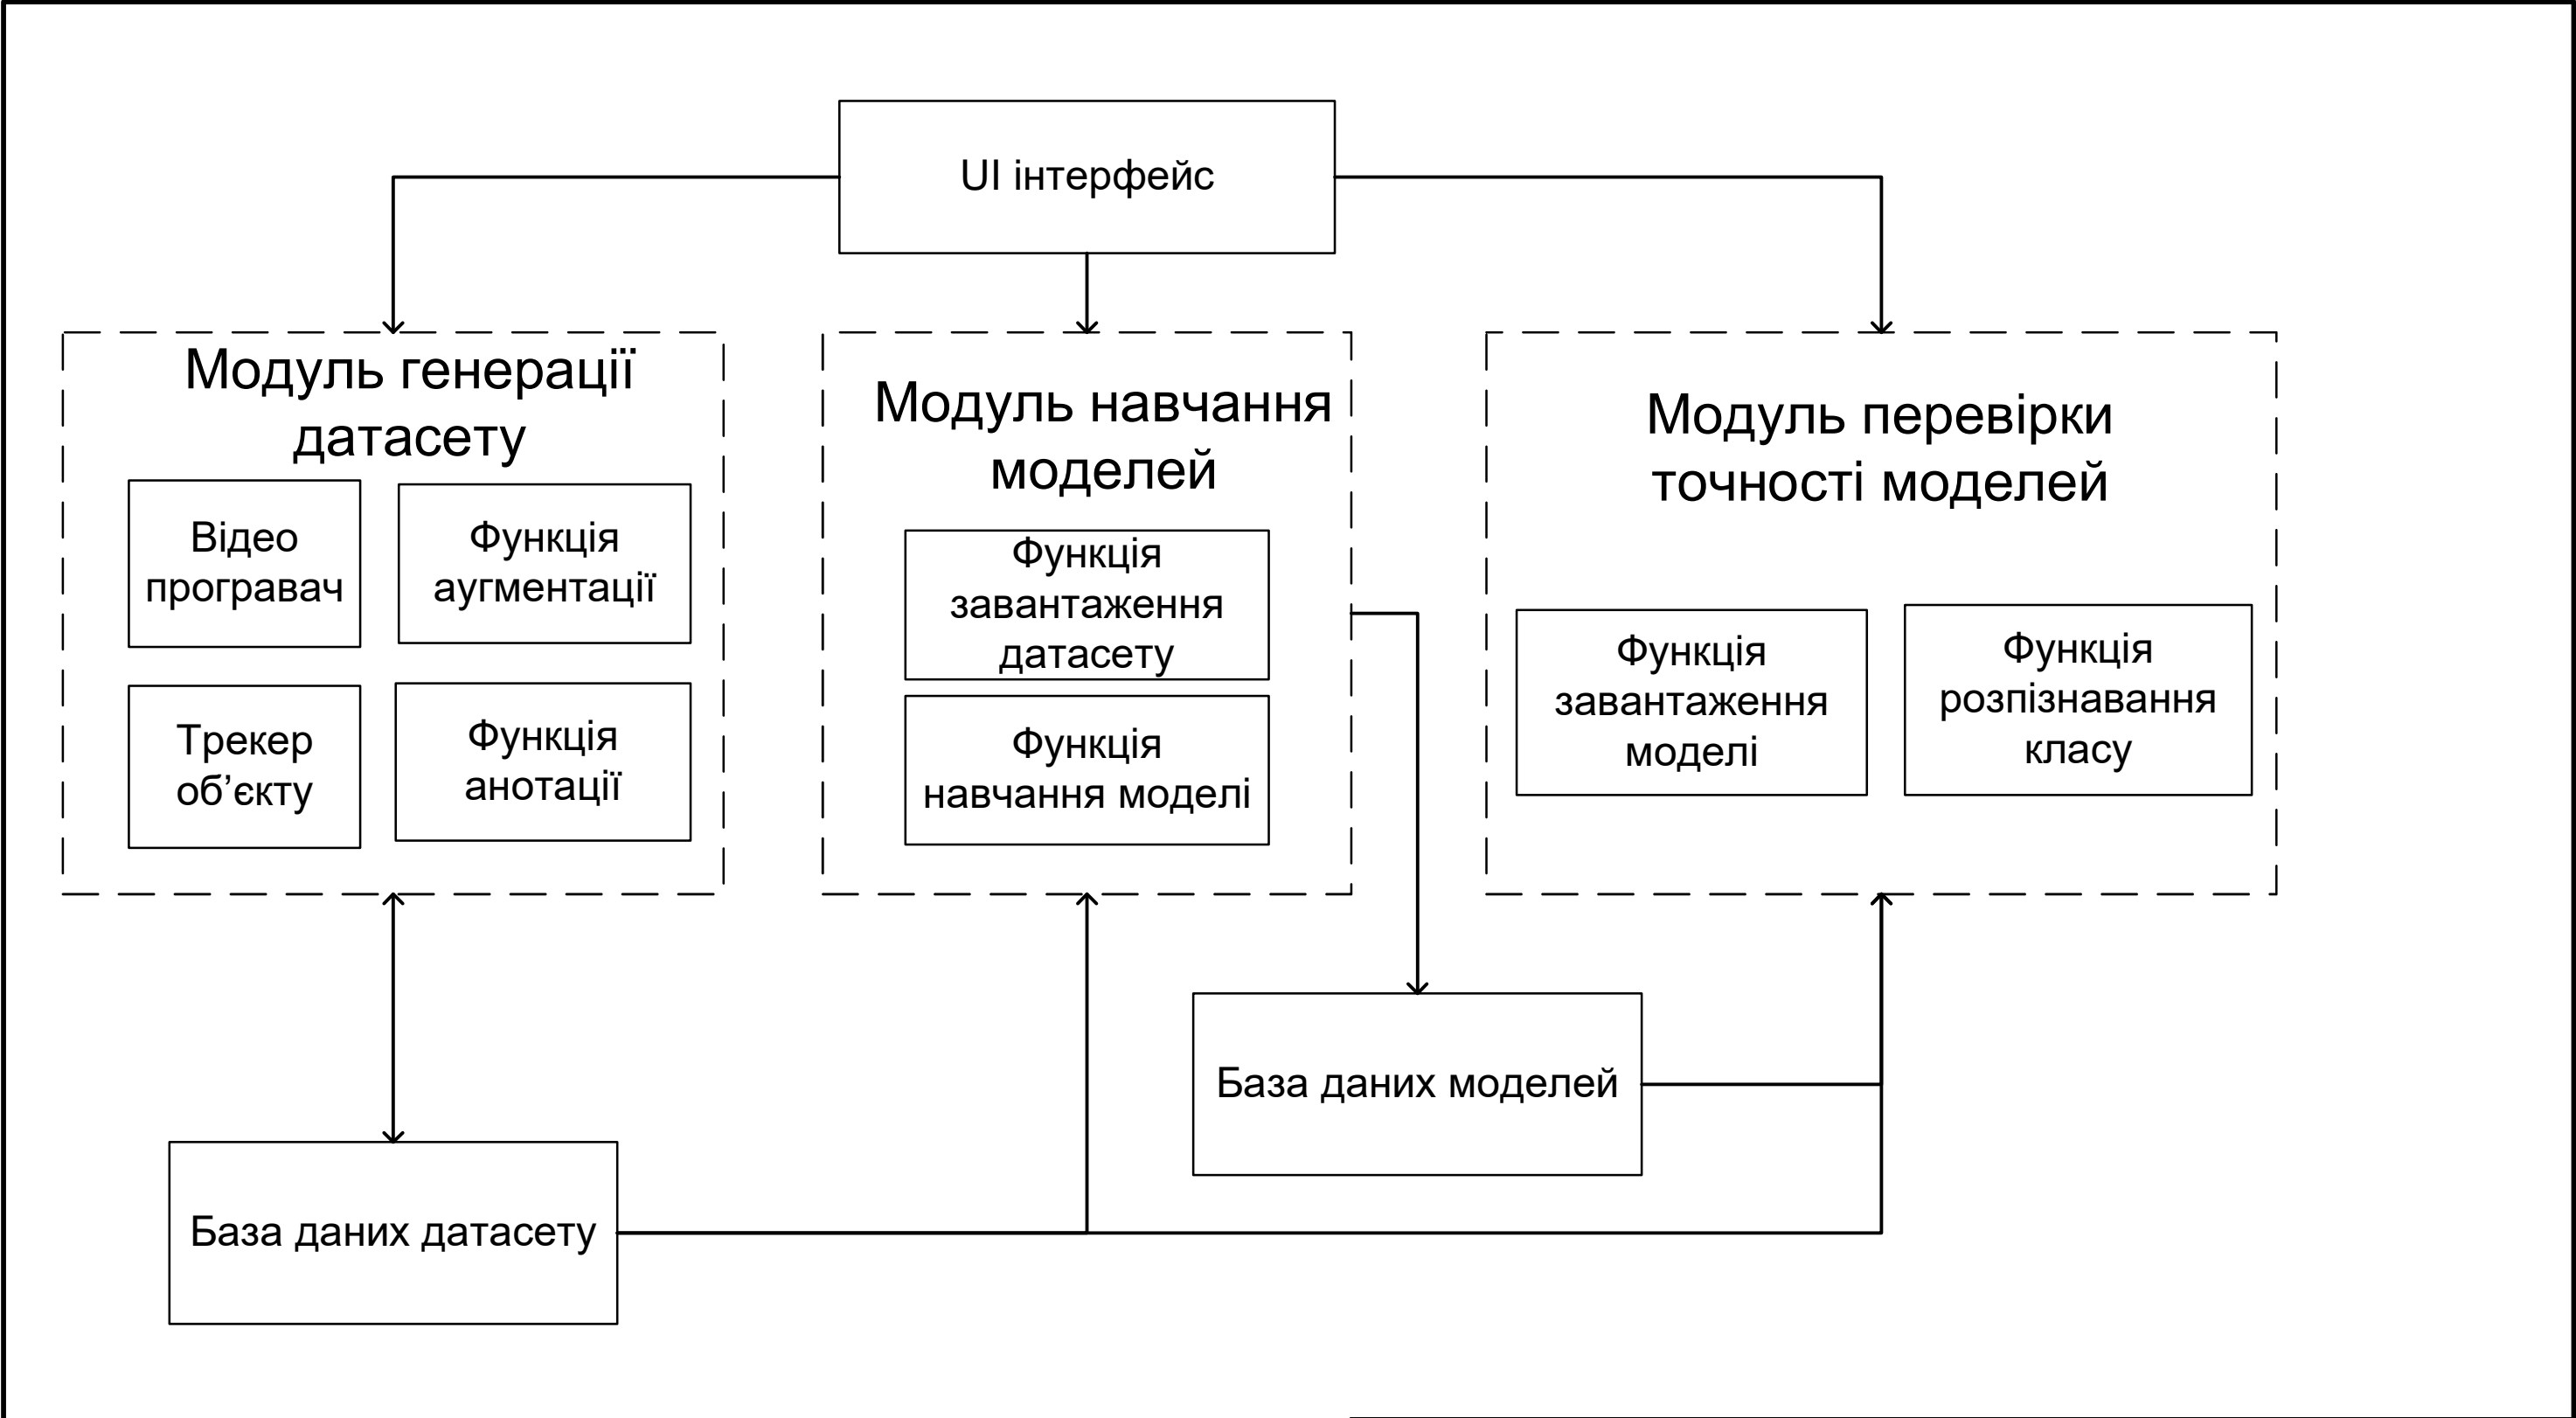 UI інтерфейс
Модуль генерації
датасету
Відео
програвач
Функція
аугментації
Трекер
об’єкту
Функція
анотації
Модуль навчання
моделей
Функція
завантаження
датасету
Функція
навчання моделі
Модуль перевірки
точності моделей
Функція
завантаження
моделі
Функція
розпізнавання
класу
База даних моделей
База даних датасету